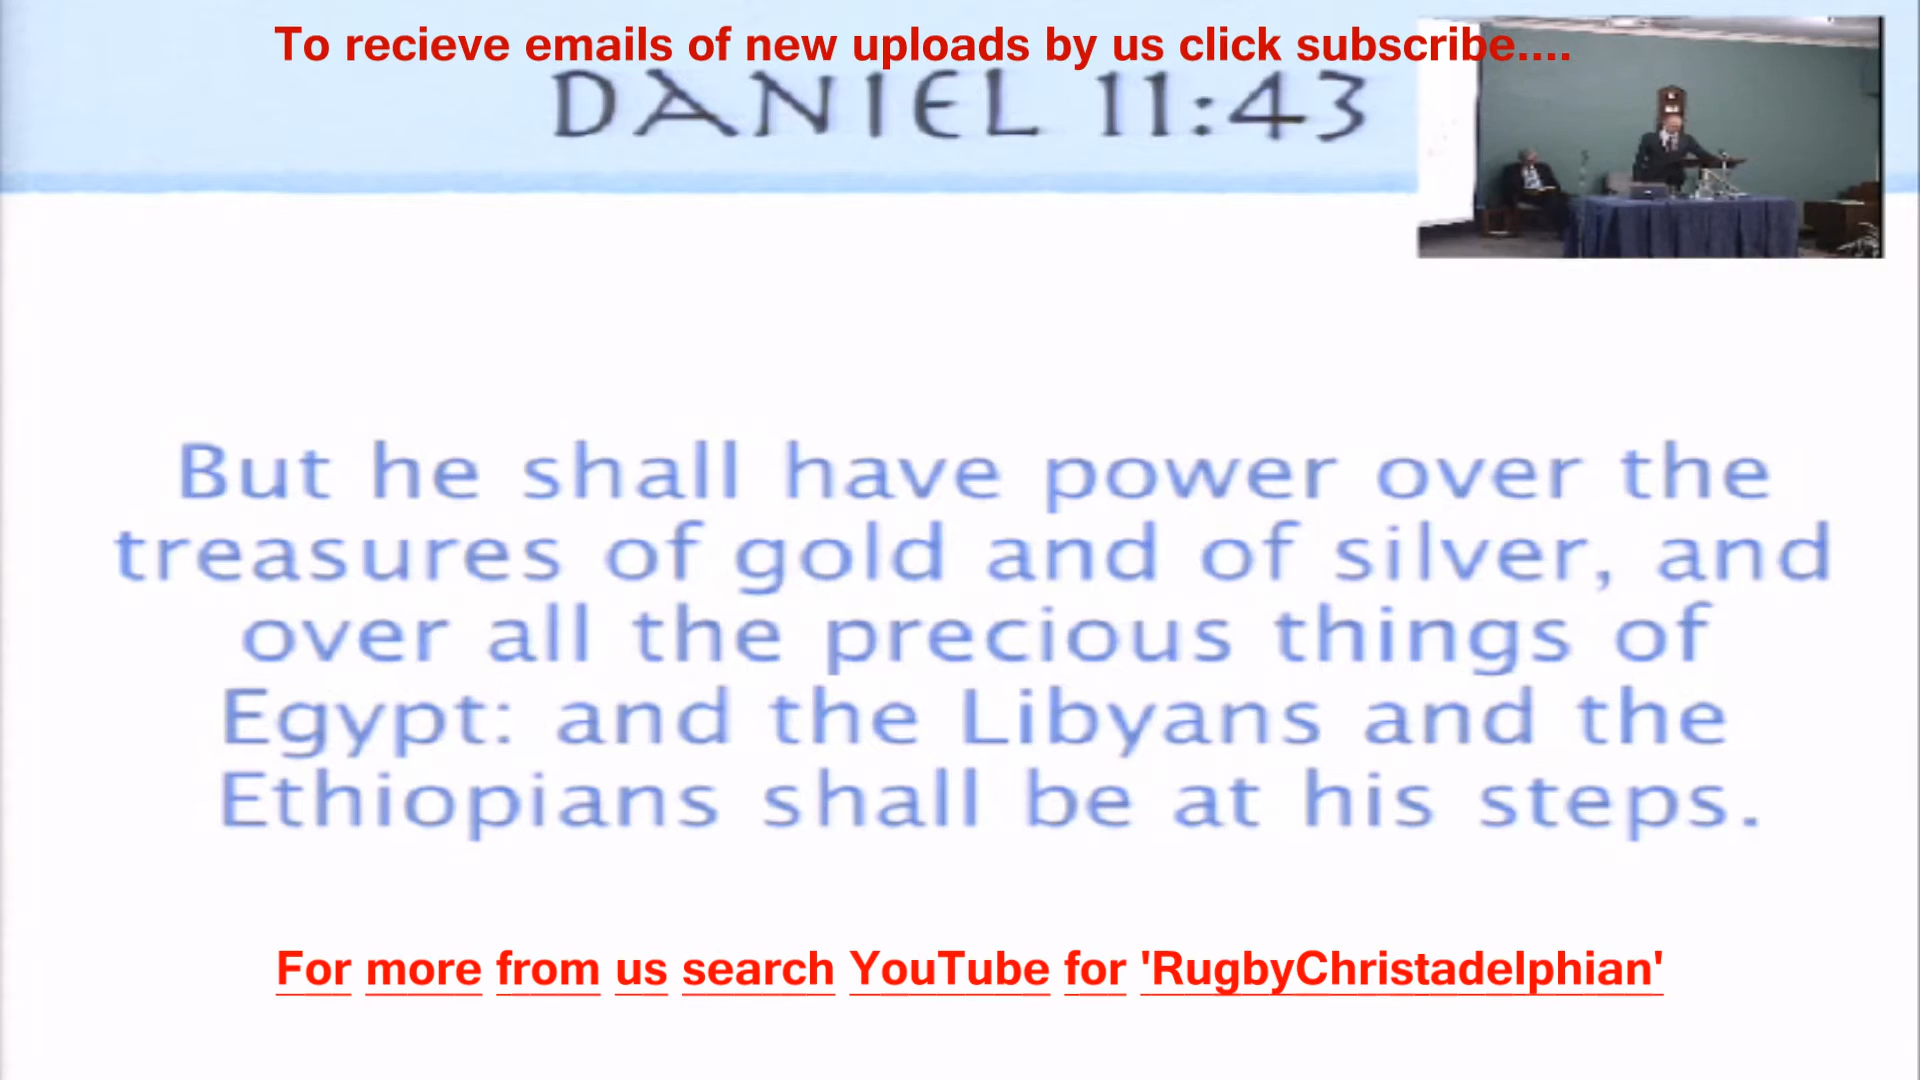 To recieve emails of new uploads by us click subscribe....
DANIEL 11:43
But he shall have power over the
treasures of gold and of silver, and
over all the precious things of
Egypt: and the Libyans and the
Ethiopians shall be at his steps.
For more from us search YouTube for 'RugbyChristadelphian'